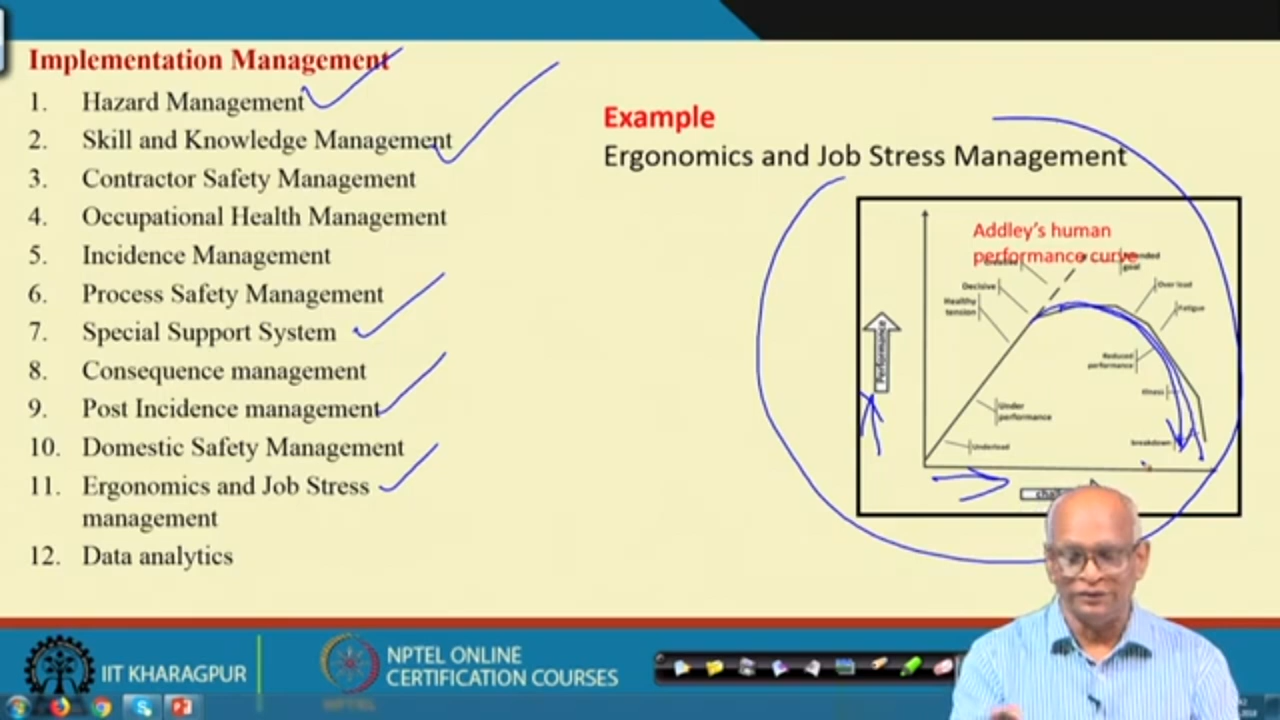 Implementation Management
1. Hazard Management
2. Skill and Knowledge Management
3. Contractor Safety Management
4. Occupational Health Management
5. Incidence Management
6. Process Safety Management
7. Special Support System
8. Consequence management
9. Post Incidence management
10. Domestic Safety Management
11. Ergonomics and Job Stress
management
12. Data analytics
Example
Ergonomics and Job Stress Management
Addley's human
performance curve
goal
Decisive
Over load
Healthy
tension
Fatigue
Performance
Reduced
performance
Illness
Under
performance
Underload
breakdown
IIT KHARAGPUR
NPTEL ONLINE
CERTIFICATION COURSES
NPTEL